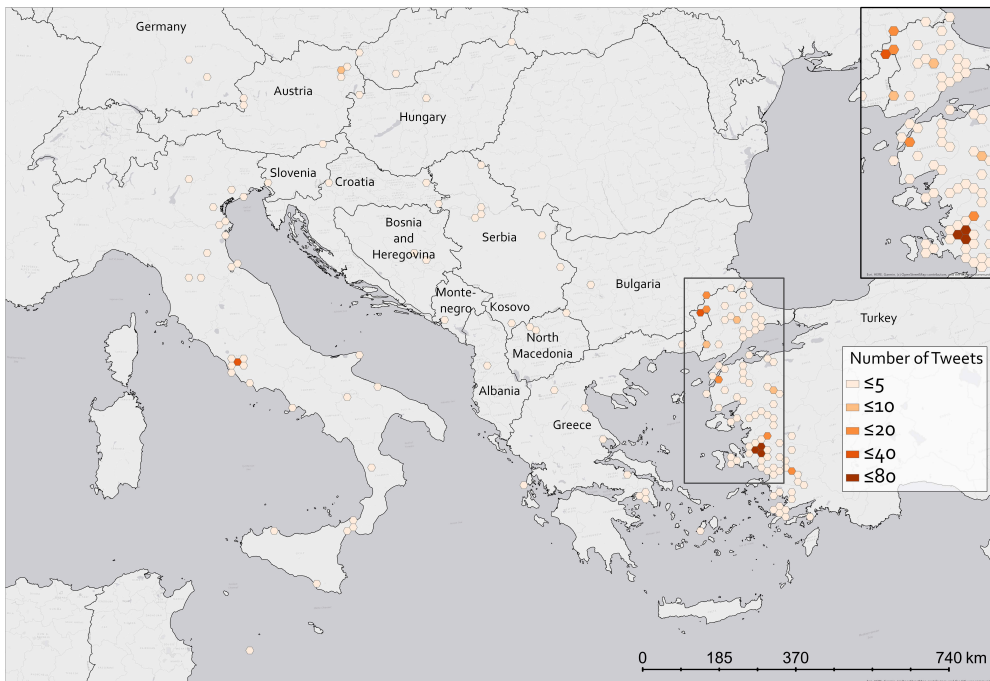 Germany
Austria
Hungary
Slovenia
Croatia
Bosnia
and
Heregovina
Serbia
Monte-
negro
Kosovo
Bulgaria
North
Macedonia
Albania
Greece
Turkey
Number of Tweets
≤5
≤10
≤20
≤40
≤80
0 185 370 740 km